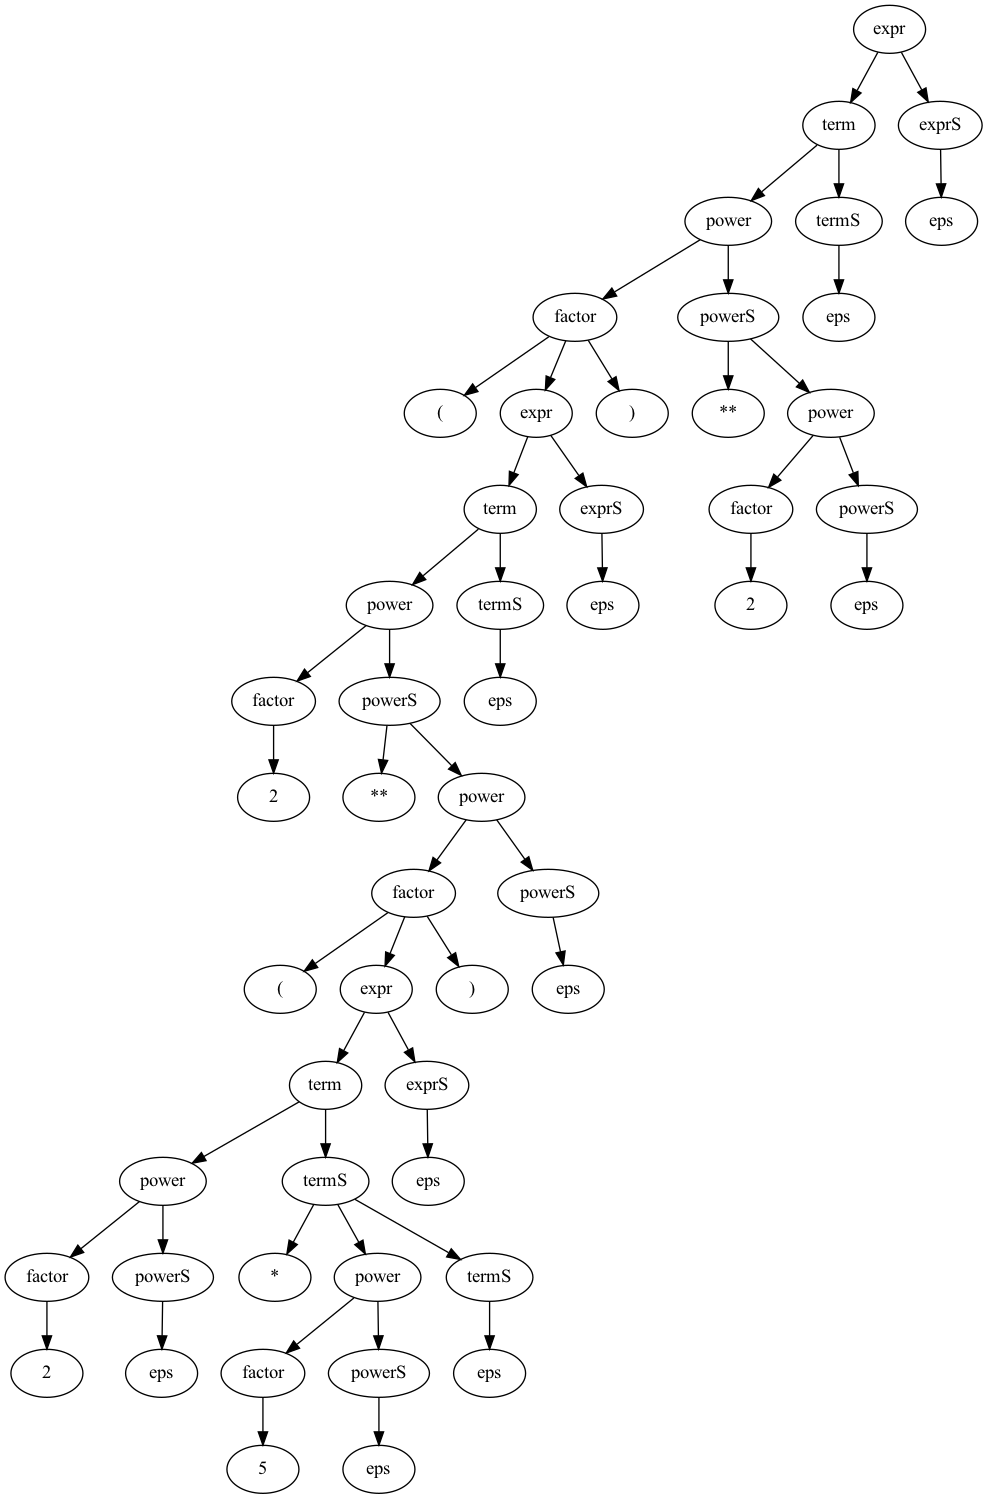 expr
term exprS
power termS eps
factor powerS eps
( expr ) ** power
term exprS factor powerS
power termS eps 2 eps
factor powerS eps
2 ** power
factor powerS
( expr ) eps
term exprS
power termS eps
factor powerS * power termS
2 eps factor powerS eps
5 eps